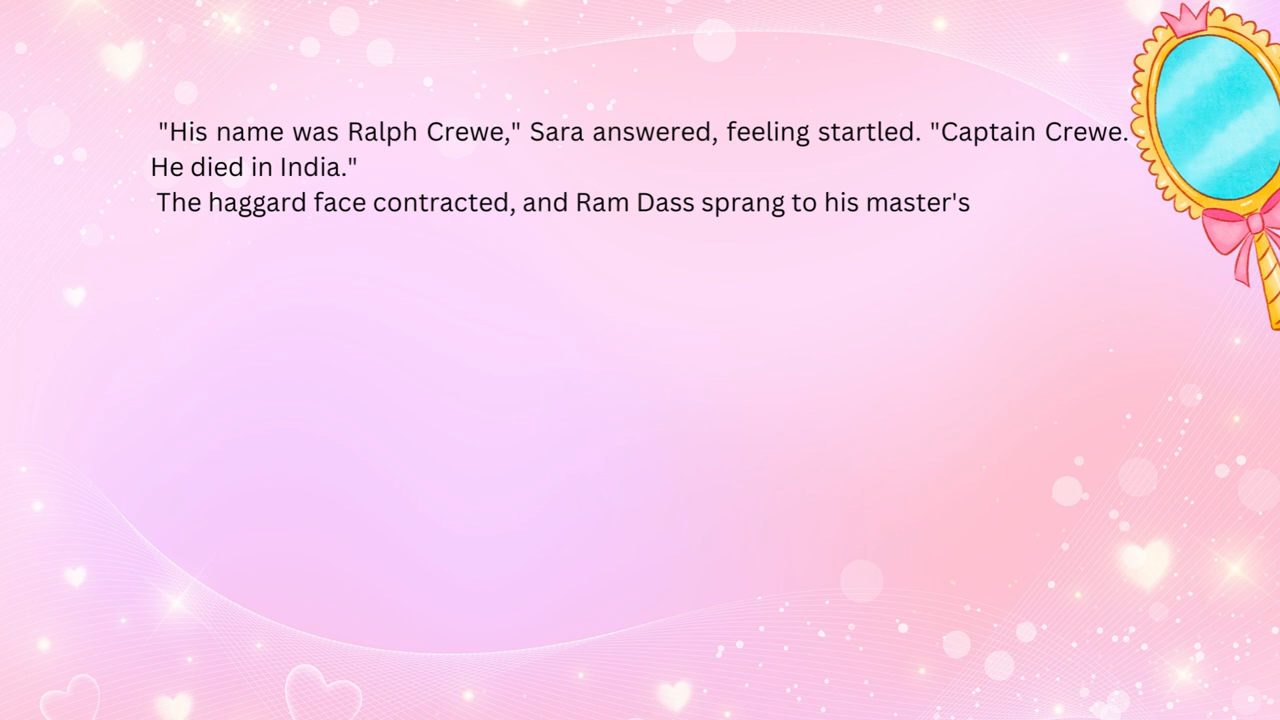 "His name was Ralph Crewe," Sara answered, feeling startled. "Captain Crewe.
He died in India."
The haggard face contracted, and Ram Dass sprang to his master's